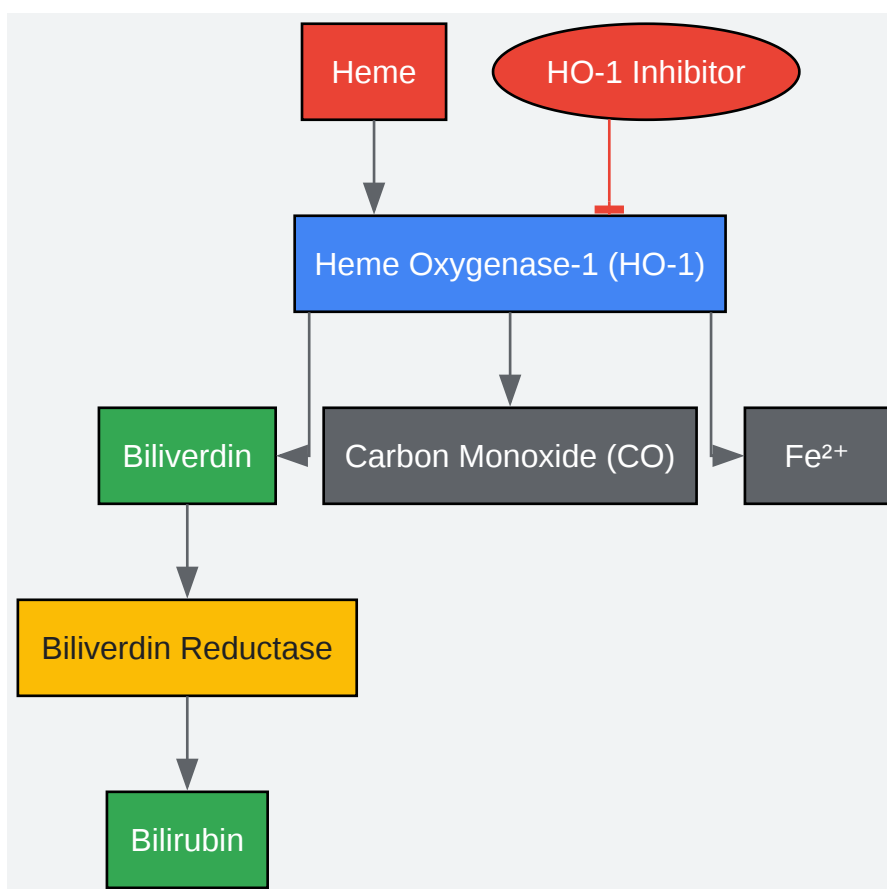 Heme
HO-1 Inhibitor
Heme Oxygenase-1 (HO-1)
Biliverdin
Carbon Monoxide (CO)
Fe²⁺
Biliverdin Reductase
Bilirubin